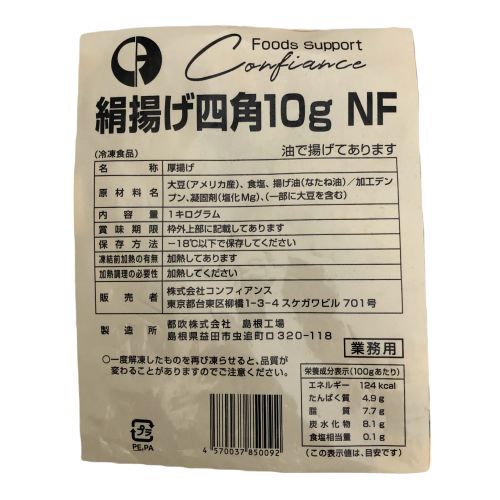 Foods Support
Confiance
絹揚げ四角10g NF
(冷凍食品)
油で揚げてあります
名 称 厚揚げ
原 材 料 名 大豆(アメリカ産)、食塩、揚げ油(なたね油)/加工デン
プン、凝固剤(塩化Mg)、(一部に大豆を含む)
内 容 量 1キログラム
賞 味 期 限 枠外上部に記載してあります
保 存 方 法 -18℃以下で保存してください
凍結前加熱の有無 加熱してあります
加熱調理の必要性 加熱してください
販 売 者 株式会社コンフィアンス
東京都台東区柳橋1-3-4 スケガワビル 701号
製 造 所 都吹株式会社 島根工場
島根県益田市虫追町口320-118
業務用
〇一度解凍したものを再び凍らせると、品質が
変わることがありますのでご注意ください。
栄養成分表示(100gあたり)
エネルギー 124 kcal
たんぱく質 4.9 g
脂 質 7.7 g
炭水化物 8.1 g
食塩相当量 0.1 g
(この表示値は、目安です)
プラ
PE,PA
4 570037 850092